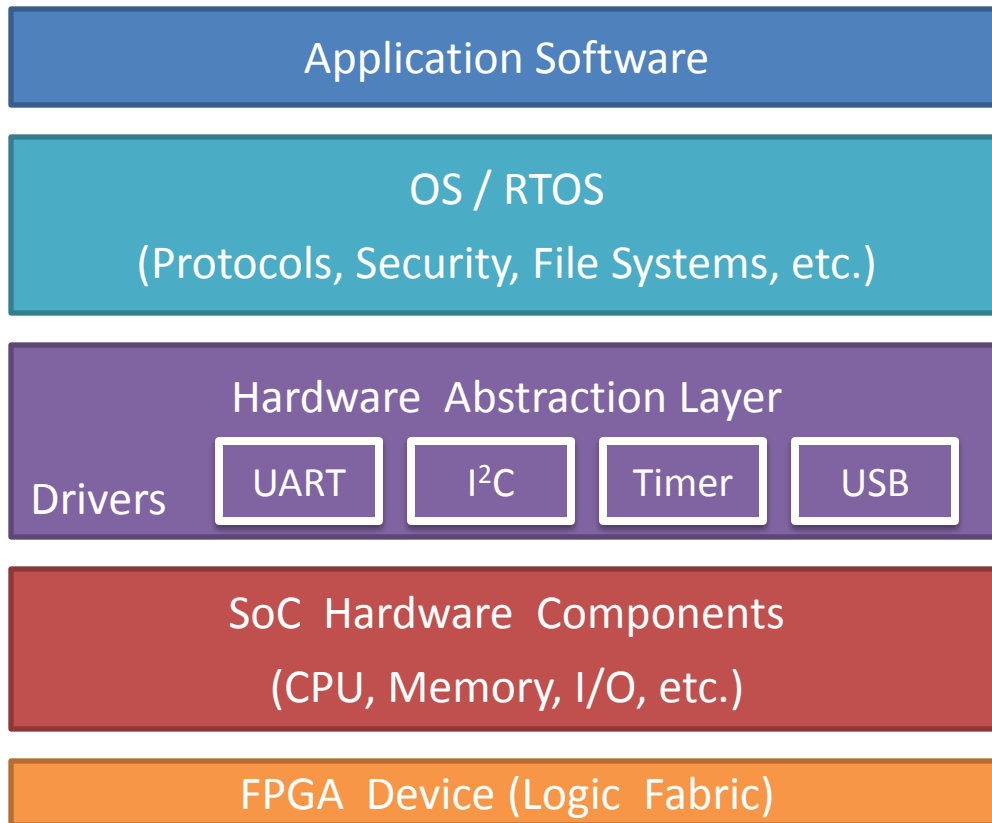 Application Software
OS / RTOS
(Protocols, Security, File Systems, etc.)
Hardware Abstraction Layer
Drivers UART I²C Timer USB
SoC Hardware Components
(CPU, Memory, I/O, etc.)
FPGA Device (Logic Fabric)